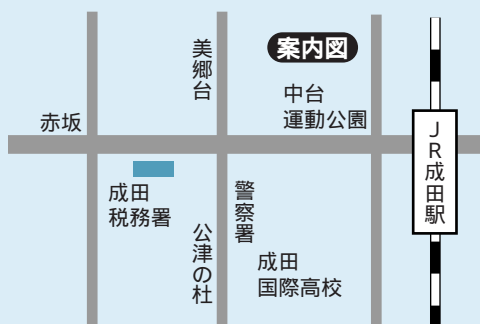 案内図
美郷台
中台
運動公園
赤坂
JR成田駅
成田
税務署
警察署
公津の杜
成田
国際高校